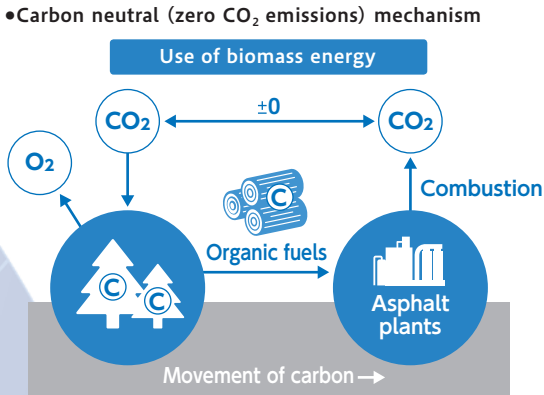 •Carbon neutral (zero CO₂ emissions) mechanism
Use of biomass energy
CO₂
±0
CO₂
O₂
C
Combustion
Organic fuels
C
C
Asphalt
plants
Movement of carbon→